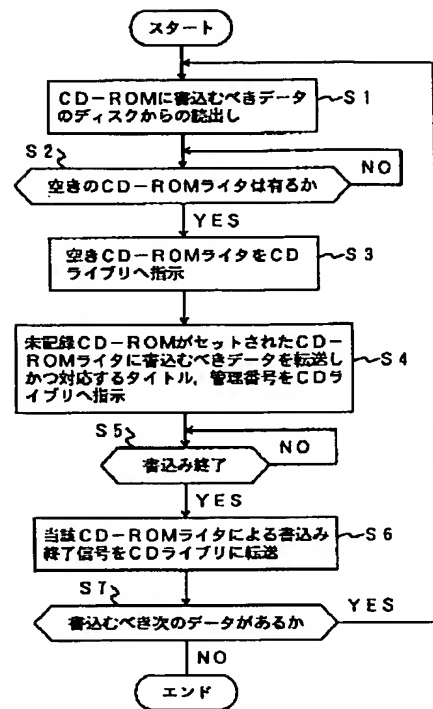 スタート
CD-ROMに書込むべきデータ
のディスクからの読出し
S1
S2
空きのCD-ROMライタは有るか
NO
YES
空きCD-ROMライタをCD
ライブリへ指示
S3
未記録CD-ROMがセットされたCD-
ROMライタに書込むべきデータを転送し
かつ対応するタイトル,管理番号をCDラ
イブリへ指示
S4
S5
NO
書込み終了
YES
当該CD-ROMライタによる書込み
終了信号をCDライブリに転送
S6
S7
書込むべき次のデータがあるか
YES
NO
エンド